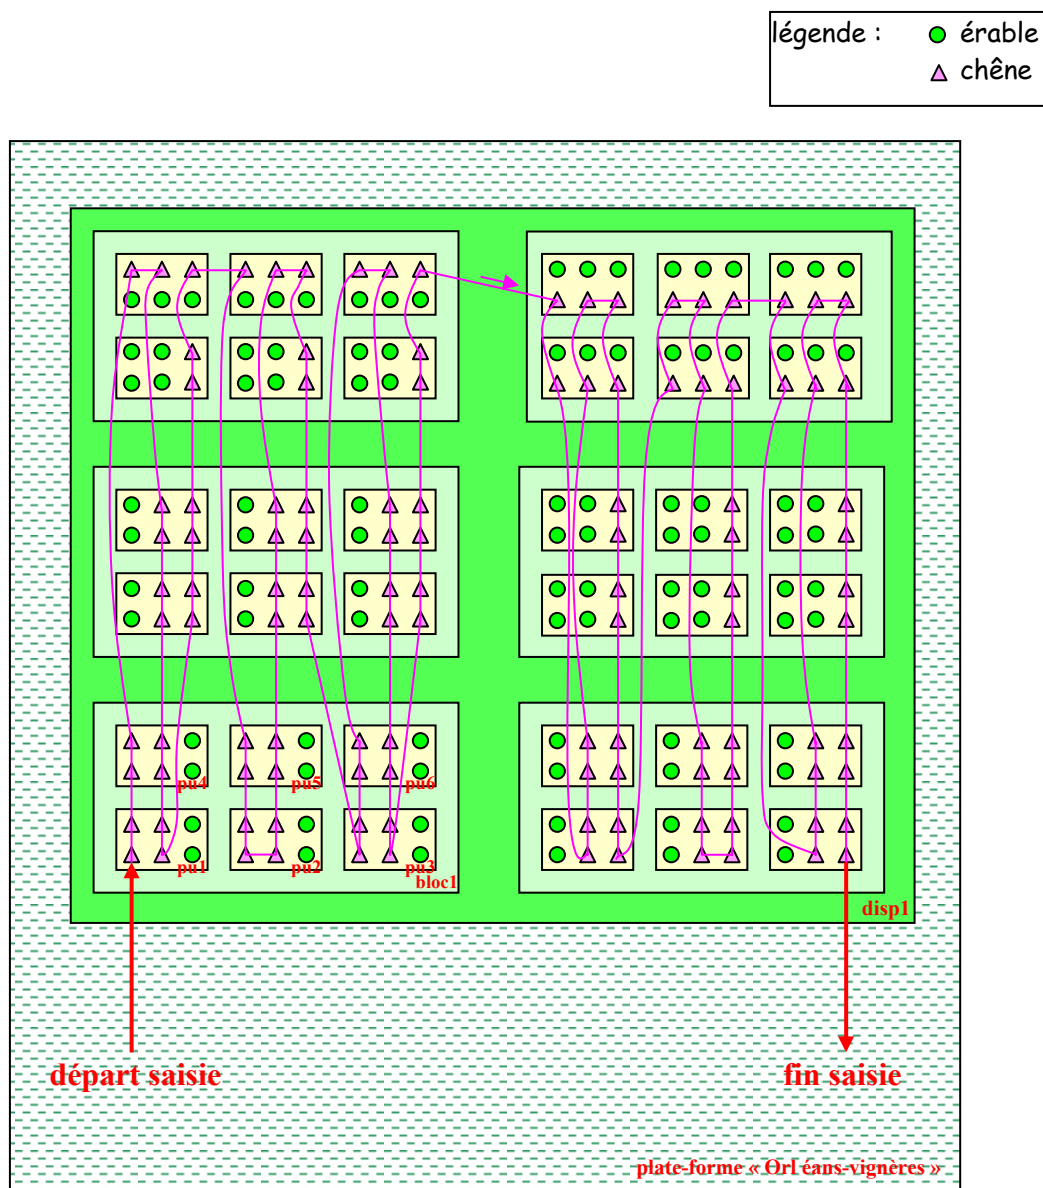 légende :
érable
chêne
pu4
pu5
pu6
pu1
pu2
pu3
bloc1
disp1
départ saisie
fin saisie
plate-forme « Orl éans-vignères »